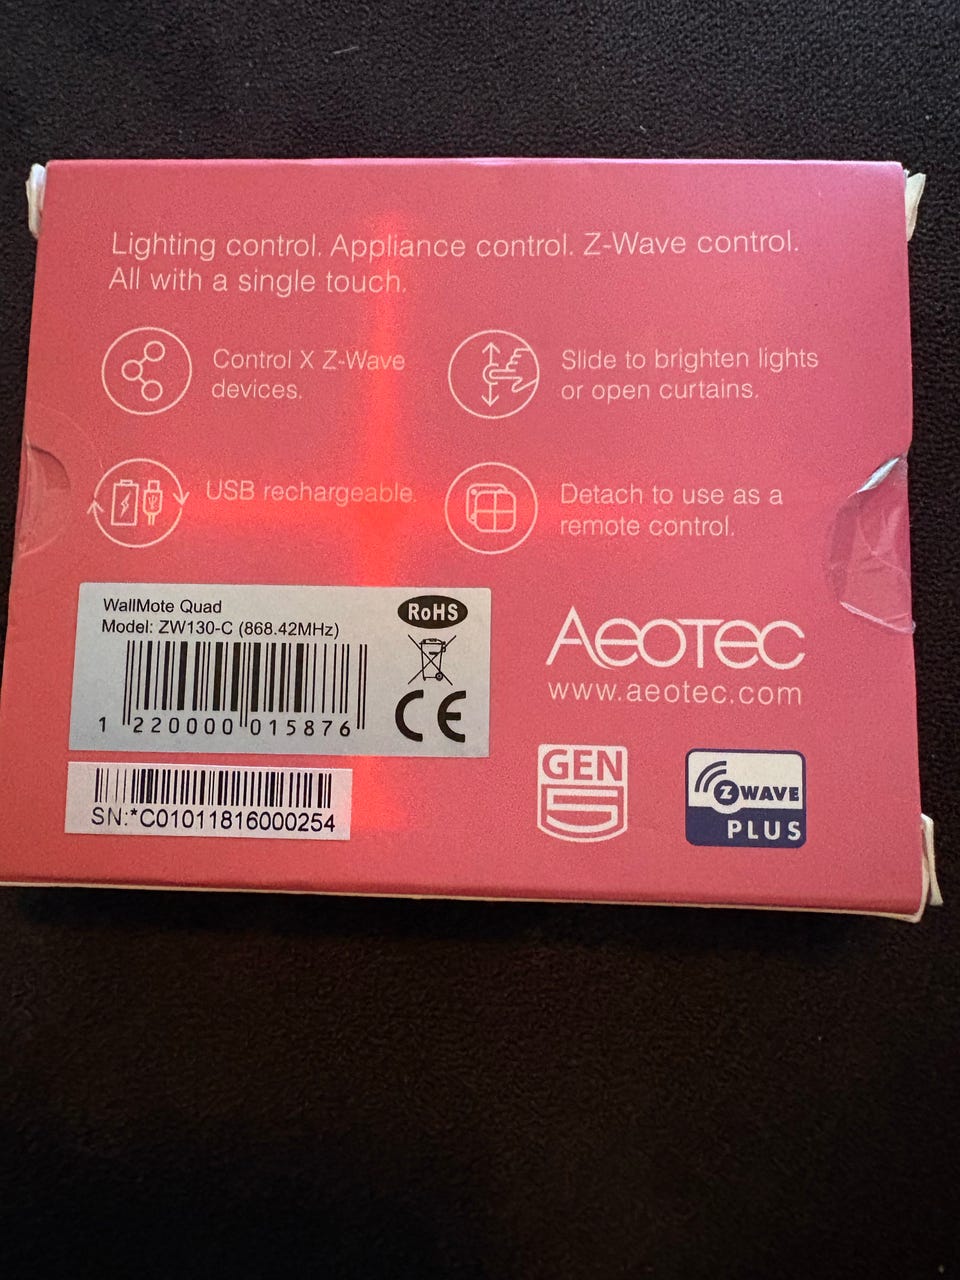 Lighting control. Appliance control. Z-Wave control.
All with a single touch.
Control X Z-Wave
devices.
Slide to brighten lights
or open curtains.
USB rechargeable.
Detach to use as a
remote control.
WallMote Quad
Model: ZW130-C (868.42MHz)
RoHS
1 220000 015876
CE
SN:*C01011816000254
AEOTEC
www.aeotec.com
GEN
5
Z WAVE
PLUS